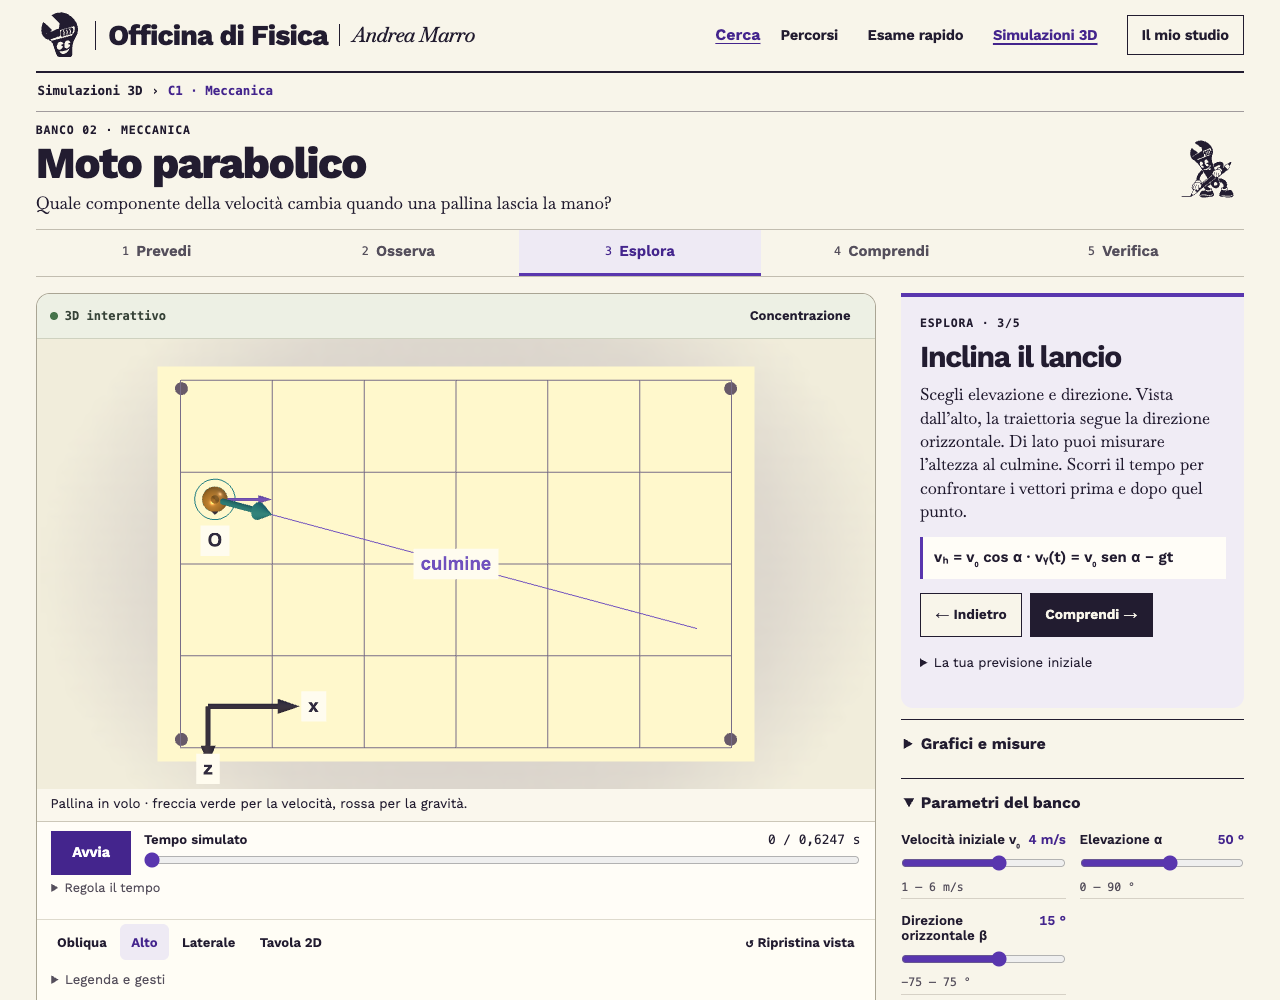 Officina di Fisica
Andrea Marro
Cerca
Percorsi
Esame rapido
Simulazioni 3D
Il mio studio
Simulazioni 3D › C1 · Meccanica
BANCO 02 · MECCANICA
Moto parabolico
Quale componente della velocità cambia quando una pallina lascia la mano?
1 Prevedi
2 Osserva
3 Esplora
4 Comprendi
5 Verifica
3D interattivo
Concentrazione
O
culmine
x
z
Pallina in volo · freccia verde per la velocità, rossa per la gravità.
Avvia
Tempo simulato
0 / 0,6247 s
▶ Regola il tempo
Obliqua
Alto
Laterale
Tavola 2D
↺ Ripristina vista
▶ Legenda e gesti
ESPLORA · 3/5
Inclina il lancio
Scegli elevazione e direzione. Vista
dall’alto, la traiettoria segue la direzione
orizzontale. Di lato puoi misurare
l’altezza al culmine. Scorri il tempo per
confrontare i vettori prima e dopo quel
punto.
vₕ = v₀ cos α · vᵧ(t) = v₀ sen α − gt
← Indietro
Comprendi →
▶ La tua previsione iniziale
▶ Grafici e misure
▼ Parametri del banco
Velocità iniziale v₀ 4 m/s
1 — 6 m/s
Elevazione α 50 °
0 — 90 °
Direzione
orizzontale β
15 °
−75 — 75 °